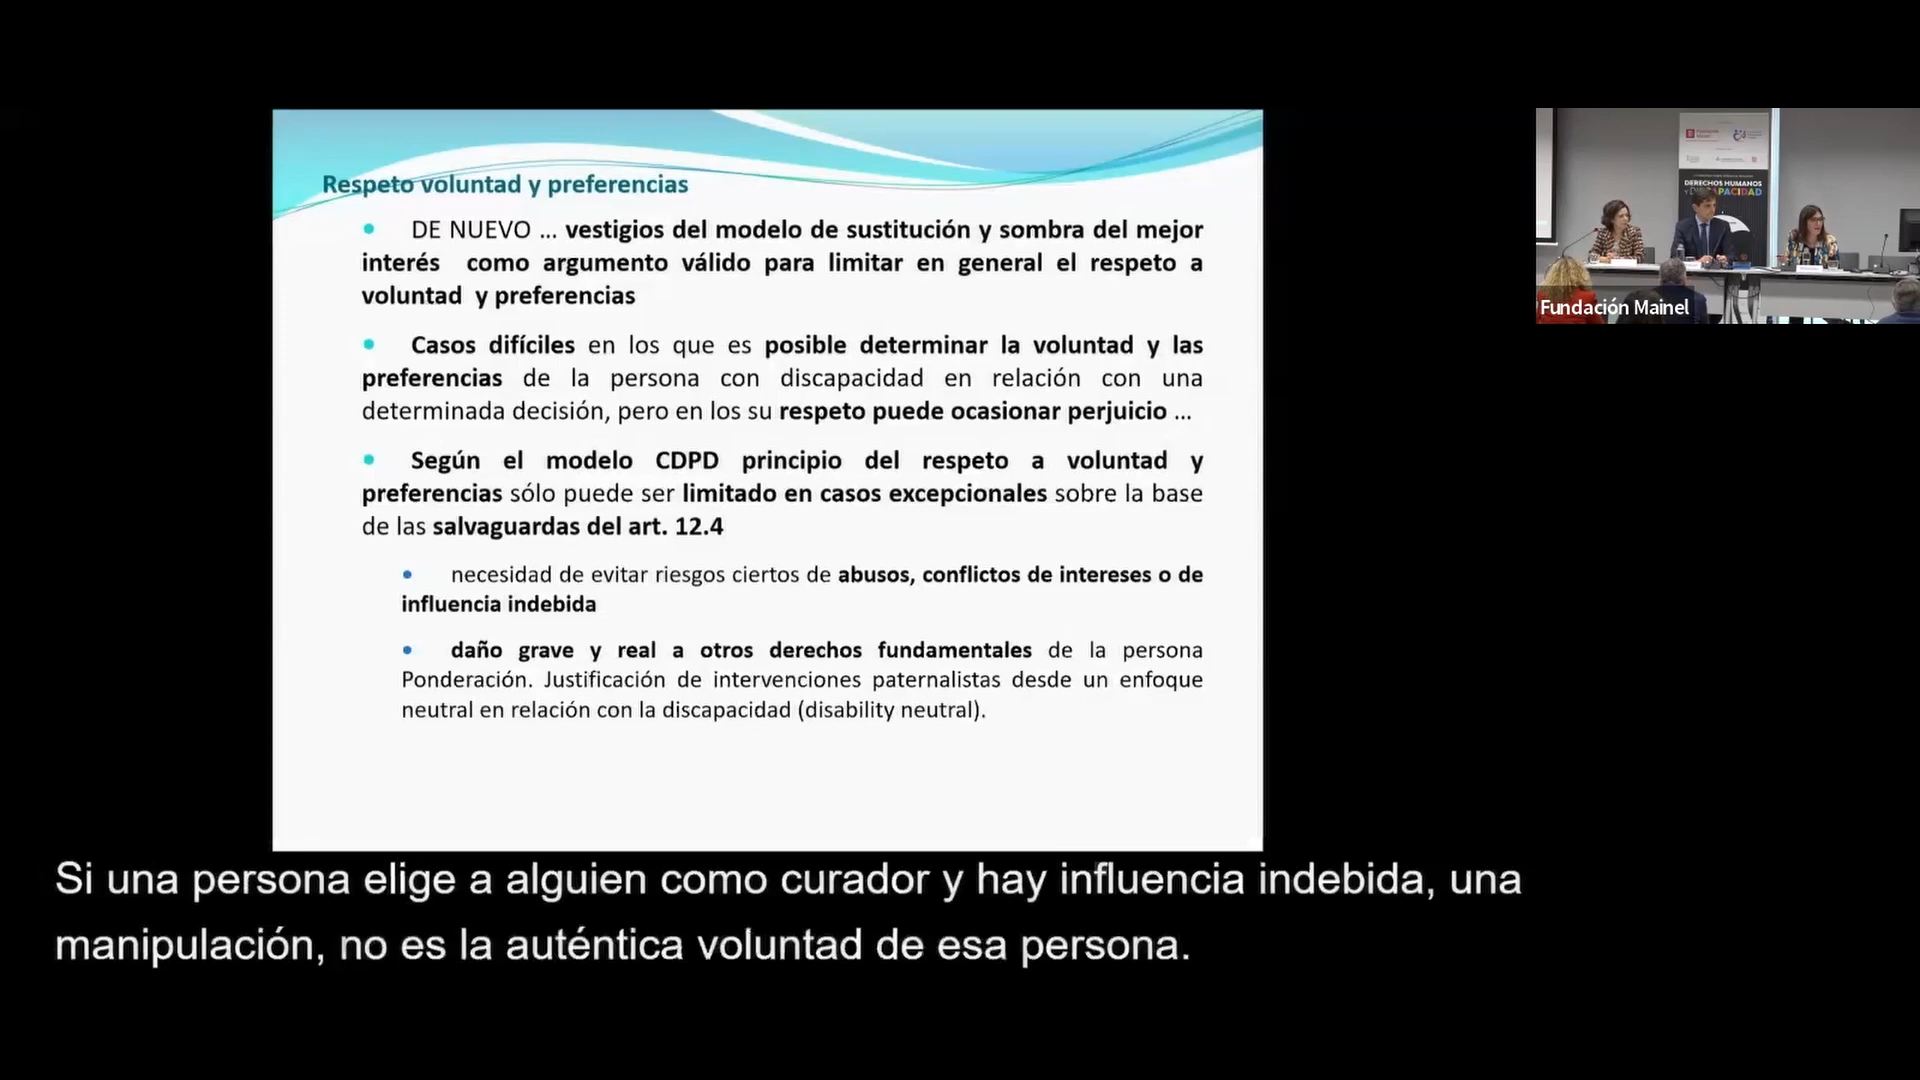 Respeto voluntad y preferencias
• DE NUEVO ... vestigios del modelo de sustitución y sombra del mejor
interés como argumento válido para limitar en general el respeto a
voluntad y preferencias
• Casos difíciles en los que es posible determinar la voluntad y las
preferencias de la persona con discapacidad en relación con una
determinada decisión, pero en los su respeto puede ocasionar perjuicio ...
• Según el modelo CDPD principio del respeto a voluntad y
preferencias sólo puede ser limitado en casos excepcionales sobre la base
de las salvaguardas del art. 12.4
• necesidad de evitar riesgos ciertos de abusos, conflictos de intereses o de
influencia indebida
• daño grave y real a otros derechos fundamentales de la persona
Ponderación. Justificación de intervenciones paternalistas desde un enfoque
neutral en relación con la discapacidad (disability neutral).
DERECHOS HUMANOS
Fundación Mainel
Si una persona elige a alguien como curador y hay influencia indebida, una
manipulación, no es la auténtica voluntad de esa persona.